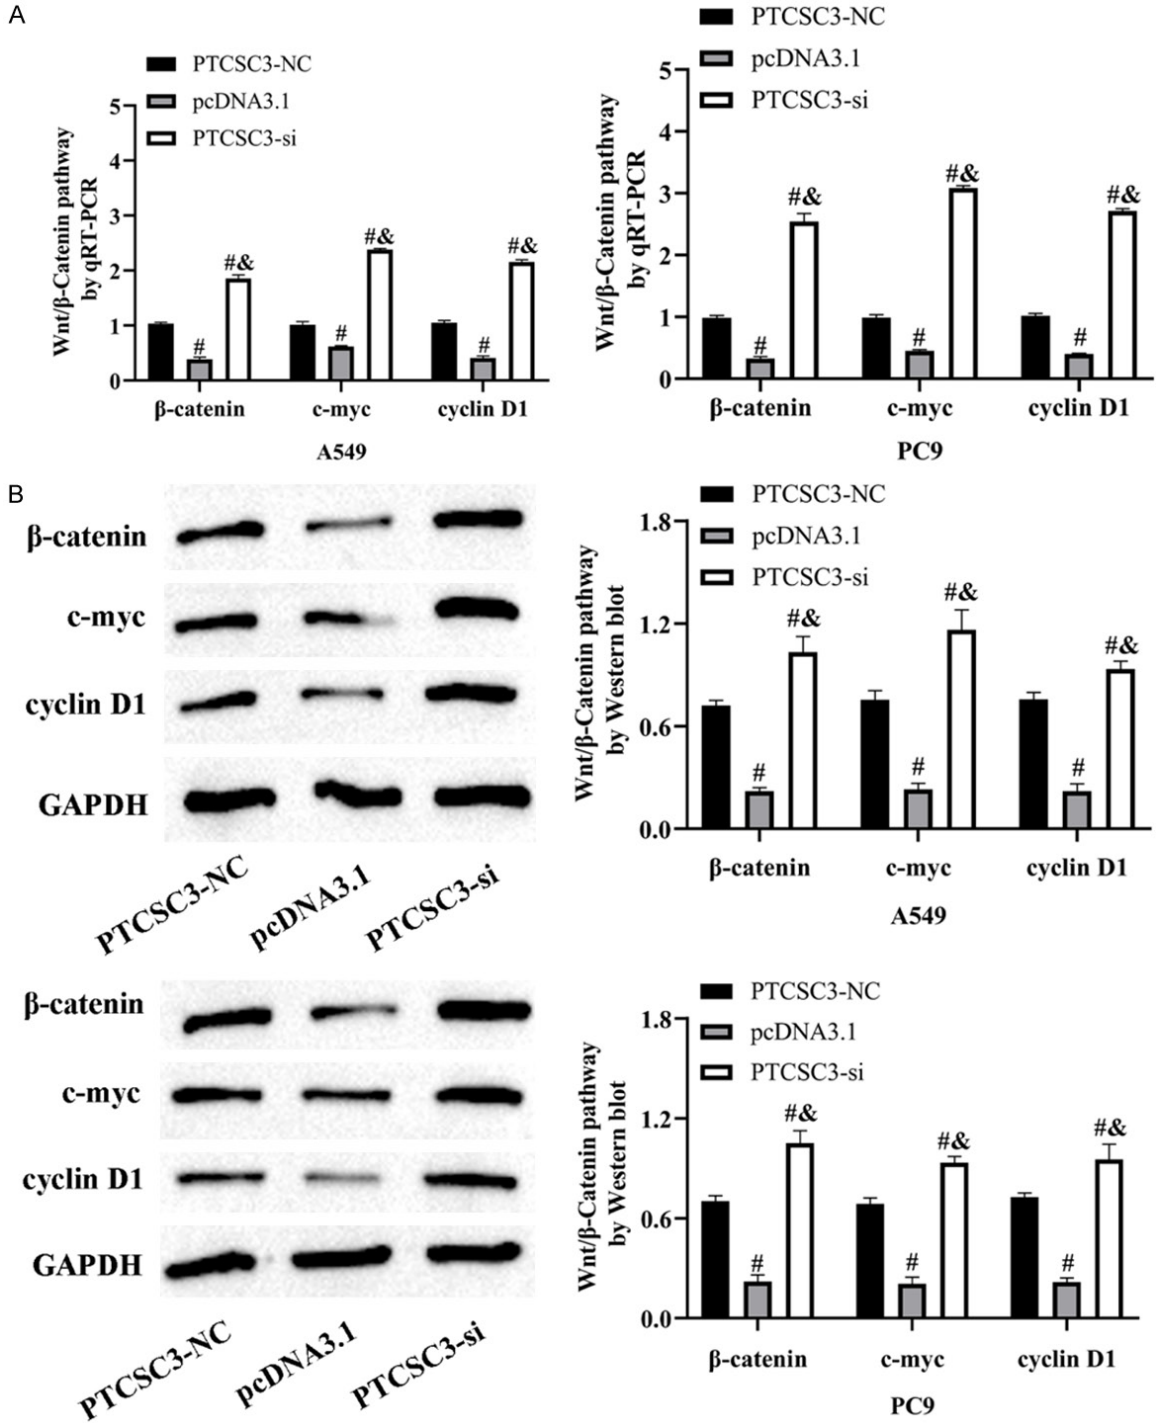 A
PTCSC3-NC
pcDNA3.1
PTCSC3-si
Wnt/β-Catenin pathway
by qRT-PCR
5
4
3
2
1
0
#
#&
#
#&
#
#&
β-catenin
c-myc
cyclin D1
A549
PTCSC3-NC
pcDNA3.1
PTCSC3-si
Wnt/β-Catenin pathway
by qRT-PCR
5
4
3
2
1
0
#
#&
#
#&
#
#&
β-catenin
c-myc
cyclin D1
PC9
B
β-catenin
c-myc
cyclin D1
GAPDH
PTCSC3-NC
pcDNA3.1
PTCSC3-si
PTCSC3-NC
pcDNA3.1
PTCSC3-si
Wnt/β-Catenin pathway
by Western blot
1.8
1.2
0.6
0.0
#
#&
#
#&
#
#&
β-catenin
c-myc
cyclin D1
A549
β-catenin
c-myc
cyclin D1
GAPDH
PTCSC3-NC
pcDNA3.1
PTCSC3-si
PTCSC3-NC
pcDNA3.1
PTCSC3-si
Wnt/β-Catenin pathway
by Western blot
1.8
1.2
0.6
0.0
#
#&
#
#&
#
#&
β-catenin
c-myc
cyclin D1
PC9